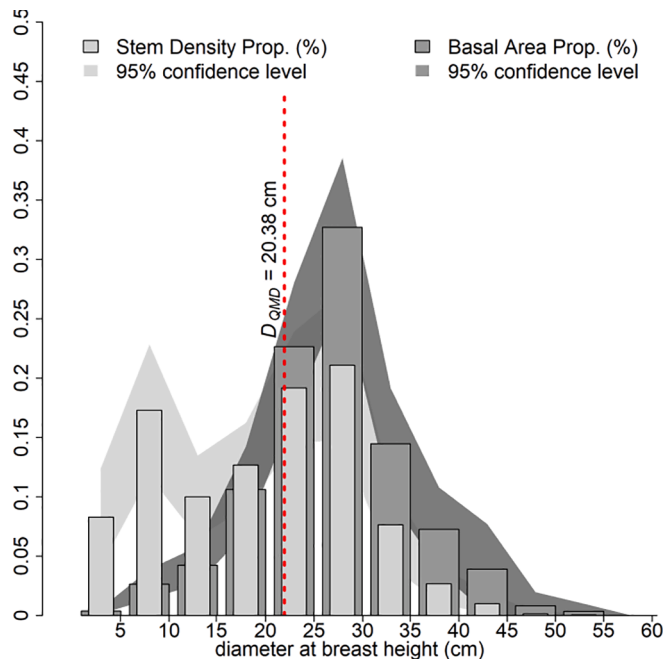 0.5
Stem Density Prop. (%)
Basal Area Prop. (%)
95% confidence level
95% confidence level
0.45
0.4
0.35
D_QMD = 20.38 cm
0.3
0.25
0.2
0.15
0.1
0.05
0
5 10 15 20 25 30 35 40 45 50 55 60
diameter at breast height (cm)